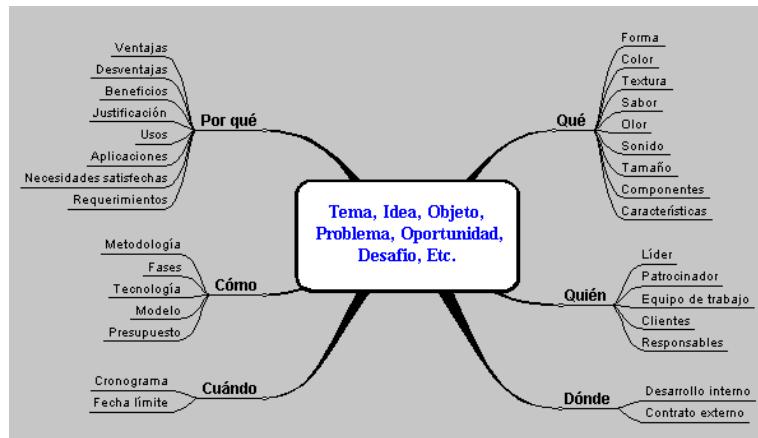 Ventajas
Desventajas
Beneficios
Justificación
Usos
Aplicaciones
Necesidades satisfechas
Requerimientos
Por qué
Metodología
Fases
Tecnología
Modelo
Presupuesto
Cómo
Cronograma
Fecha límite
Cuándo
Tema, Idea, Objeto,
Problema, Oportunidad,
Desafío, Etc.
Qué
Forma
Color
Textura
Sabor
Olor
Sonido
Tamaño
Componentes
Características
Quién
Líder
Patrocinador
Equipo de trabajo
Clientes
Responsables
Dónde
Desarrollo interno
Contrato externo